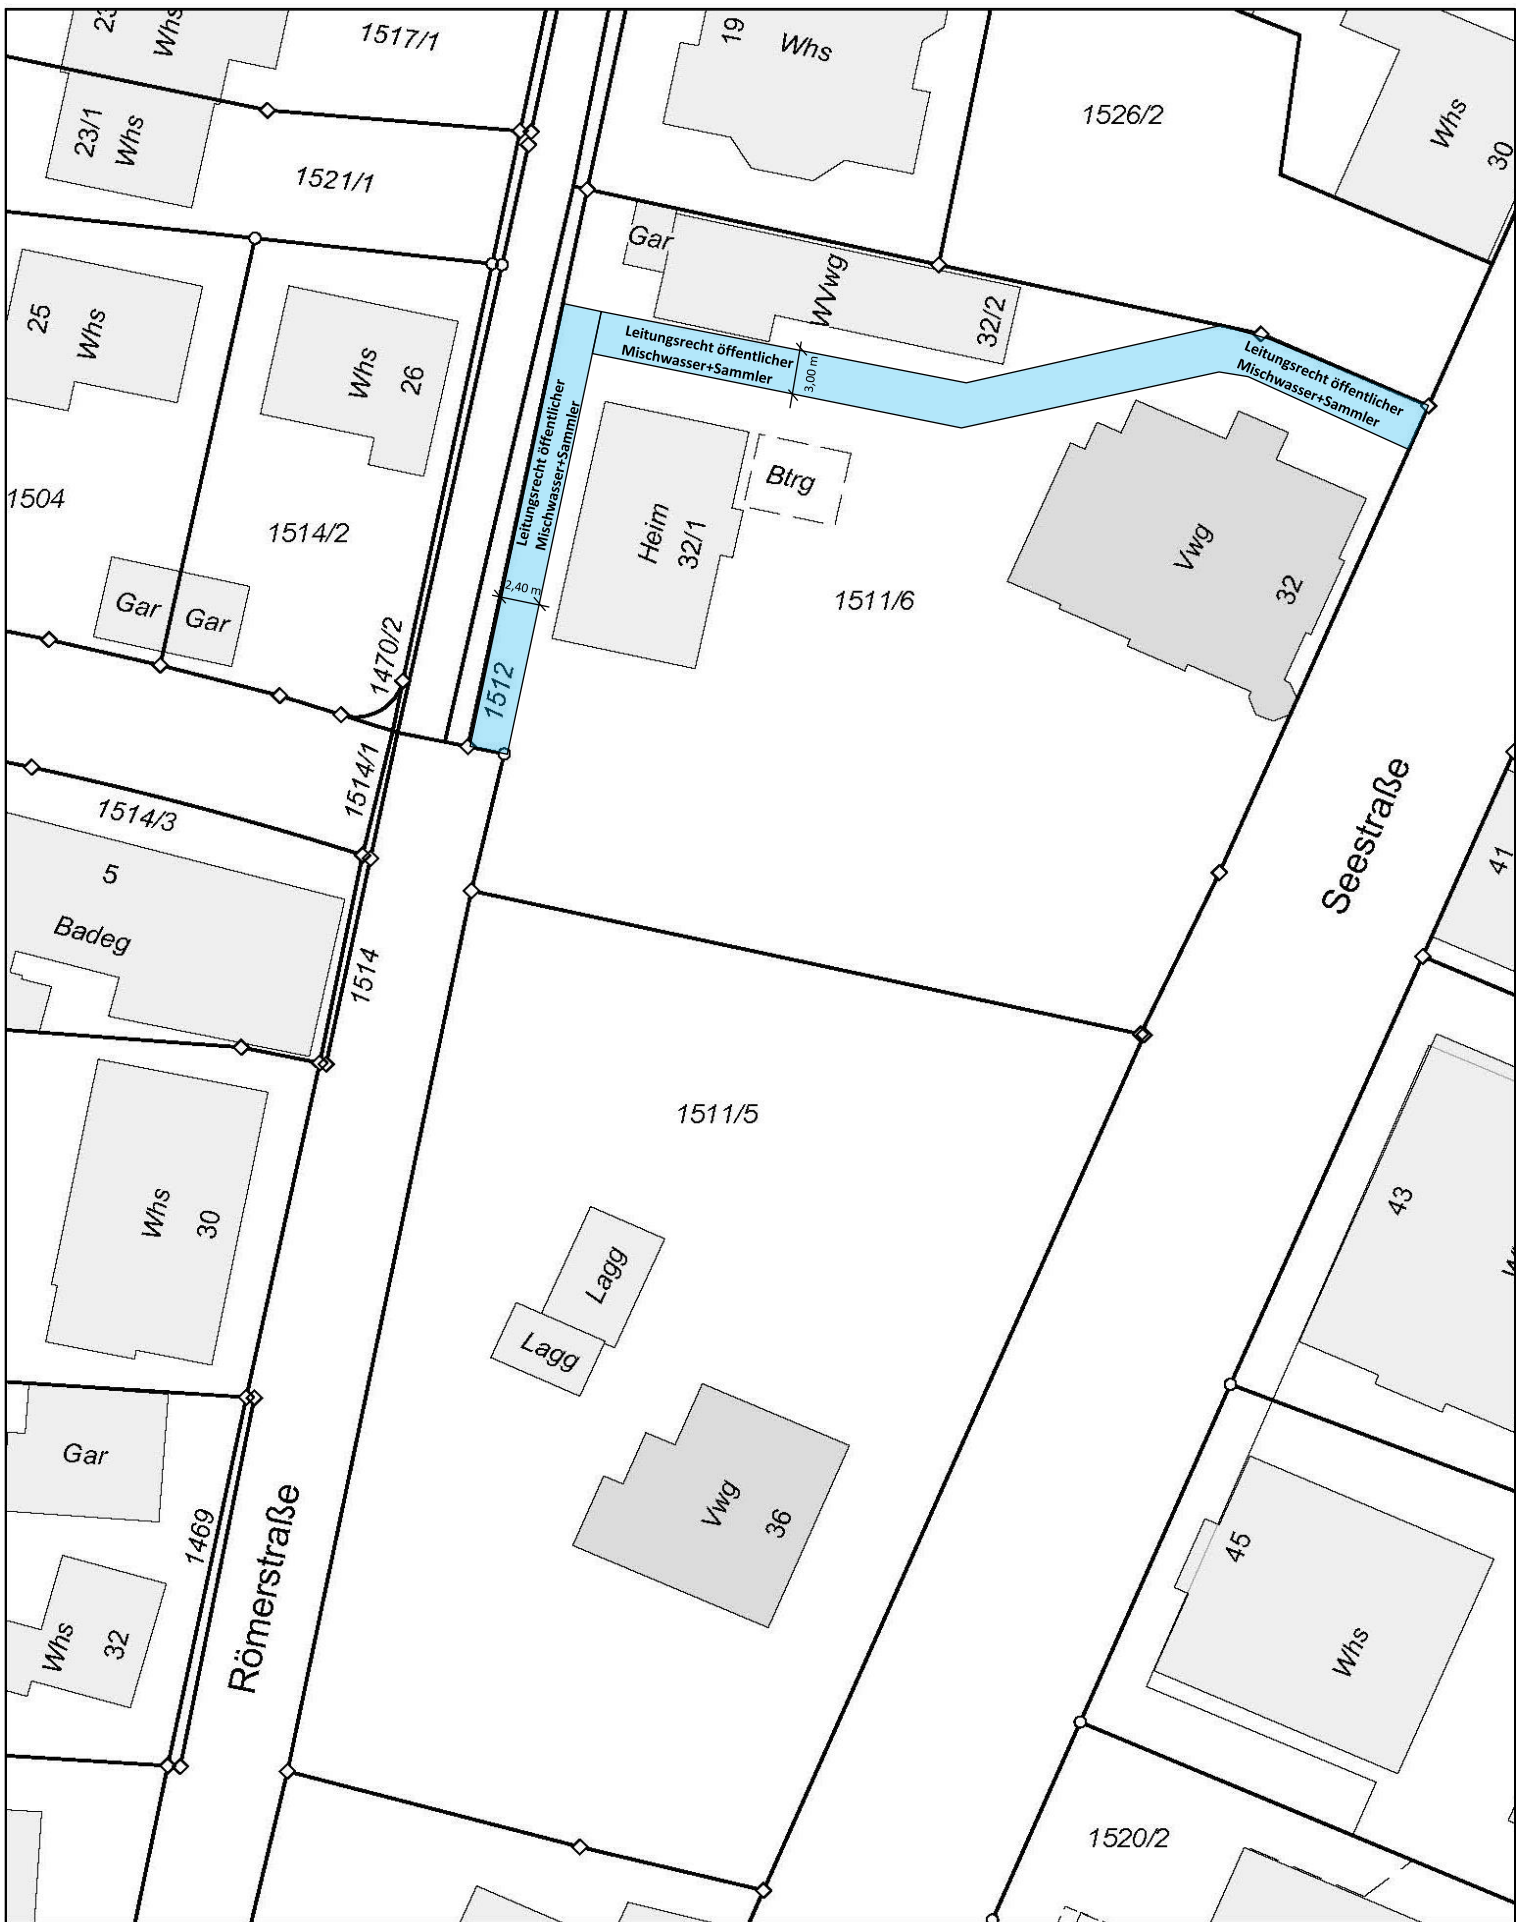 23
Whs
1517/1
19
Whs
1526/2
Whs
30
23/1
Whs
1521/1
Gar
WVwg
32/2
25
Whs
Whs
26
Leitungsrecht öffentlicher
Mischwasser+Sammler
3,00 m
Leitungsrecht öffentlicher
Mischwasser+Sammler
Leitungsrecht öffentlicher
Mischwasser+Sammler
1504
1514/2
Heim
32/1
Btrg
Vwg
32
1511/6
Gar
Gar
2,40 m
1470/2
1512
1514/1
1514/3
5
Badeg
1514
Seestraße
41
1511/5
Whs
30
43
Lagg
Lagg
Gar
1469
Römerstraße
Vwg
36
45
Whs
Whs
32
1520/2